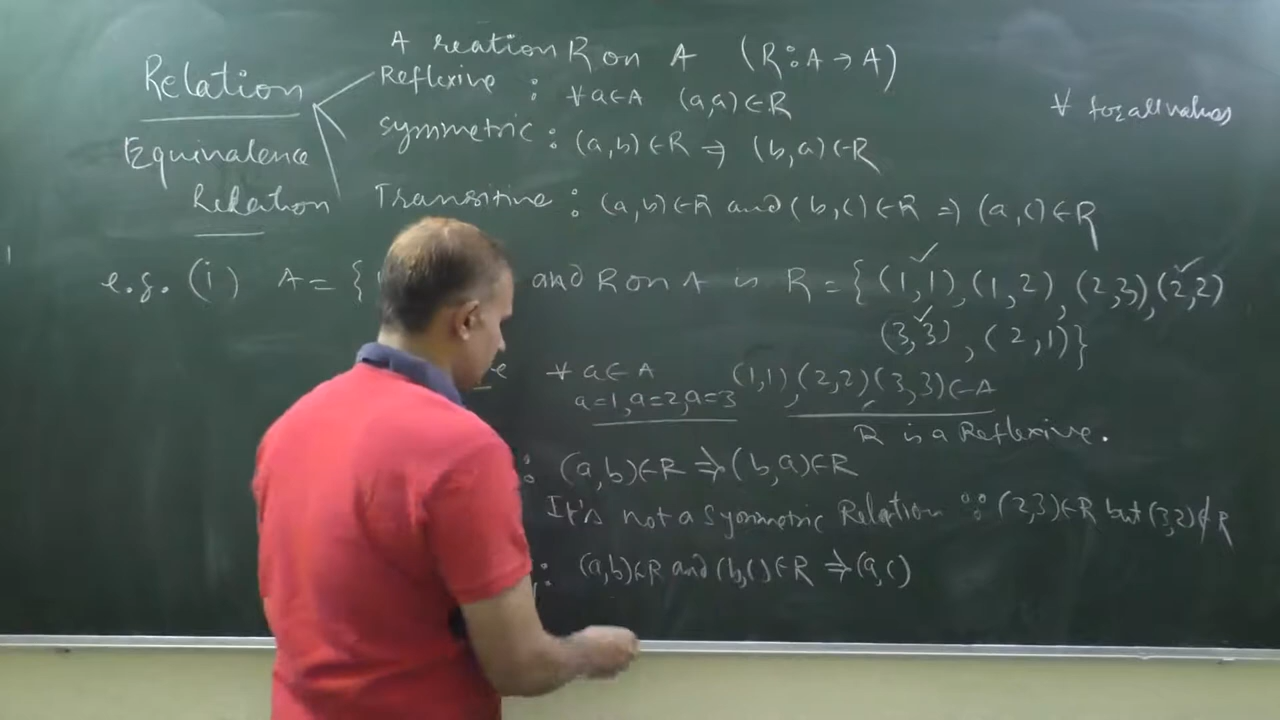 A reation R on A (R:A→A)
Relation
Reflexive : ∀a∈A (a,a)∈R
∀ for all values
Symmetric : (a,b)∈R ⇒ (b,a)∈R
Equinalence
Relation
Transitive : (a,b)∈R and (b,c)∈R ⇒ (a,c)∈R
e.g. (i) A={ and R on A is R={(1,1),(1,2),(2,3),(2,2)
(3,3),(2,1)}
∀ a∈A (1,1),(2,2)(3,3)∈A
a=1,a=2,a=3
R is a Reflexive.
: (a,b)∈R ⇒(b,a)∈R
It's not a Symmetric Relation ∵ (2,3)∈R but (3,2)∉R
: (a,b)∈R and (b,c)∈R ⇒(a,c)